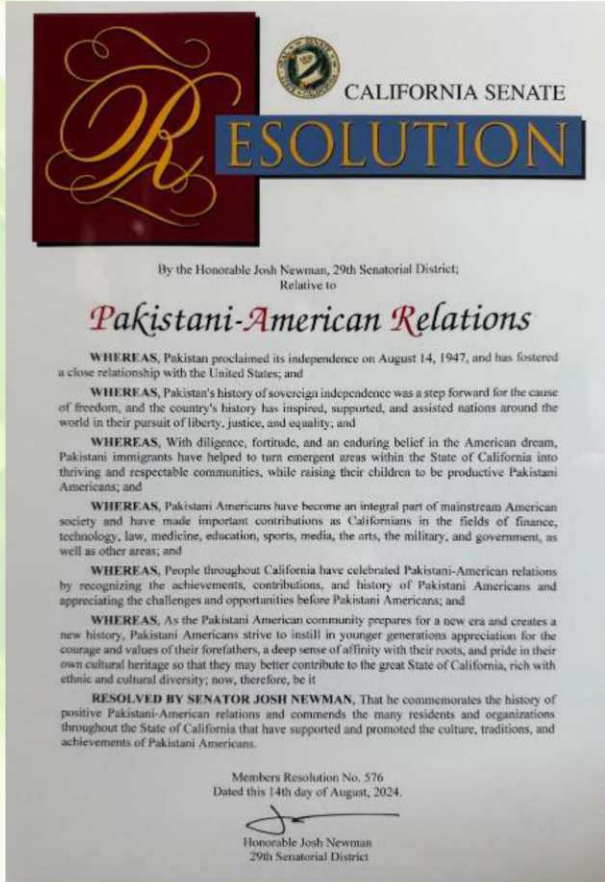 CALIFORNIA SENATE
RESOLUTION
By the Honorable Josh Newman, 29th Senatorial District;
Relative to
Pakistani-American Relations
WHEREAS, Pakistan proclaimed its independence on August 14, 1947, and has fostered
a close relationship with the United States; and
WHEREAS, Pakistan's history of sovereign independence was a step forward for the cause
of freedom, and the country's history has inspired, supported, and assisted nations around the
world in their pursuit of liberty, justice, and equality; and
WHEREAS, With diligence, fortitude, and an enduring belief in the American dream,
Pakistani immigrants have helped to turn emergent areas within the State of California into
thriving and respectable communities, while raising their children to be productive Pakistani
Americans; and
WHEREAS, Pakistani Americans have become an integral part of mainstream American
society and have made important contributions as Californians in the fields of finance,
technology, law, medicine, education, sports, media, the arts, the military, and government, as
well as other areas; and
WHEREAS, People throughout California have celebrated Pakistani-American relations
by recognizing the achievements, contributions, and history of Pakistani Americans and
appreciating the challenges and opportunities before Pakistani Americans; and
WHEREAS, As the Pakistani American community prepares for a new era and creates a
new history, Pakistani Americans strive to instill in younger generations appreciation for the
courage and values of their forefathers, a deep sense of affinity with their roots, and pride in their
own cultural heritage so that they may better contribute to the great State of California, rich with
ethnic and cultural diversity; now, therefore, be it
RESOLVED BY SENATOR JOSH NEWMAN, That he commemorates the history of
positive Pakistani-American relations and commends the many residents and organizations
throughout the State of California that have supported and promoted the culture, traditions, and
achievements of Pakistani Americans.
Members Resolution No. 576
Dated this 14th day of August, 2024.
Honorable Josh Newman
29th Senatorial District